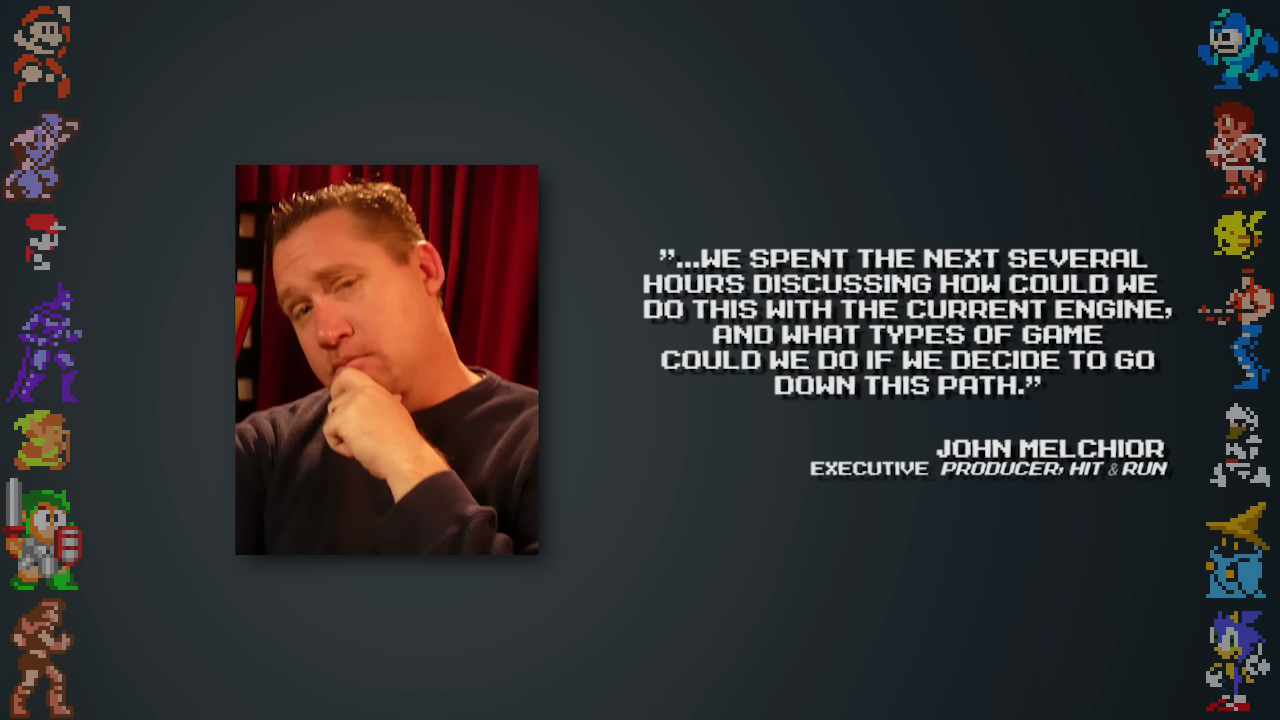 ”...WE SPENT THE NEXT SEVERAL
HOURS DISCUSSING HOW COULD WE
DO THIS WITH THE CURRENT ENGINE,
AND WHAT TYPES OF GAME
COULD WE DO IF WE DECIDE TO GO
DOWN THIS PATH.”
JOHN MELCHIOR
EXECUTIVE PRODUCER, HIT & RUN